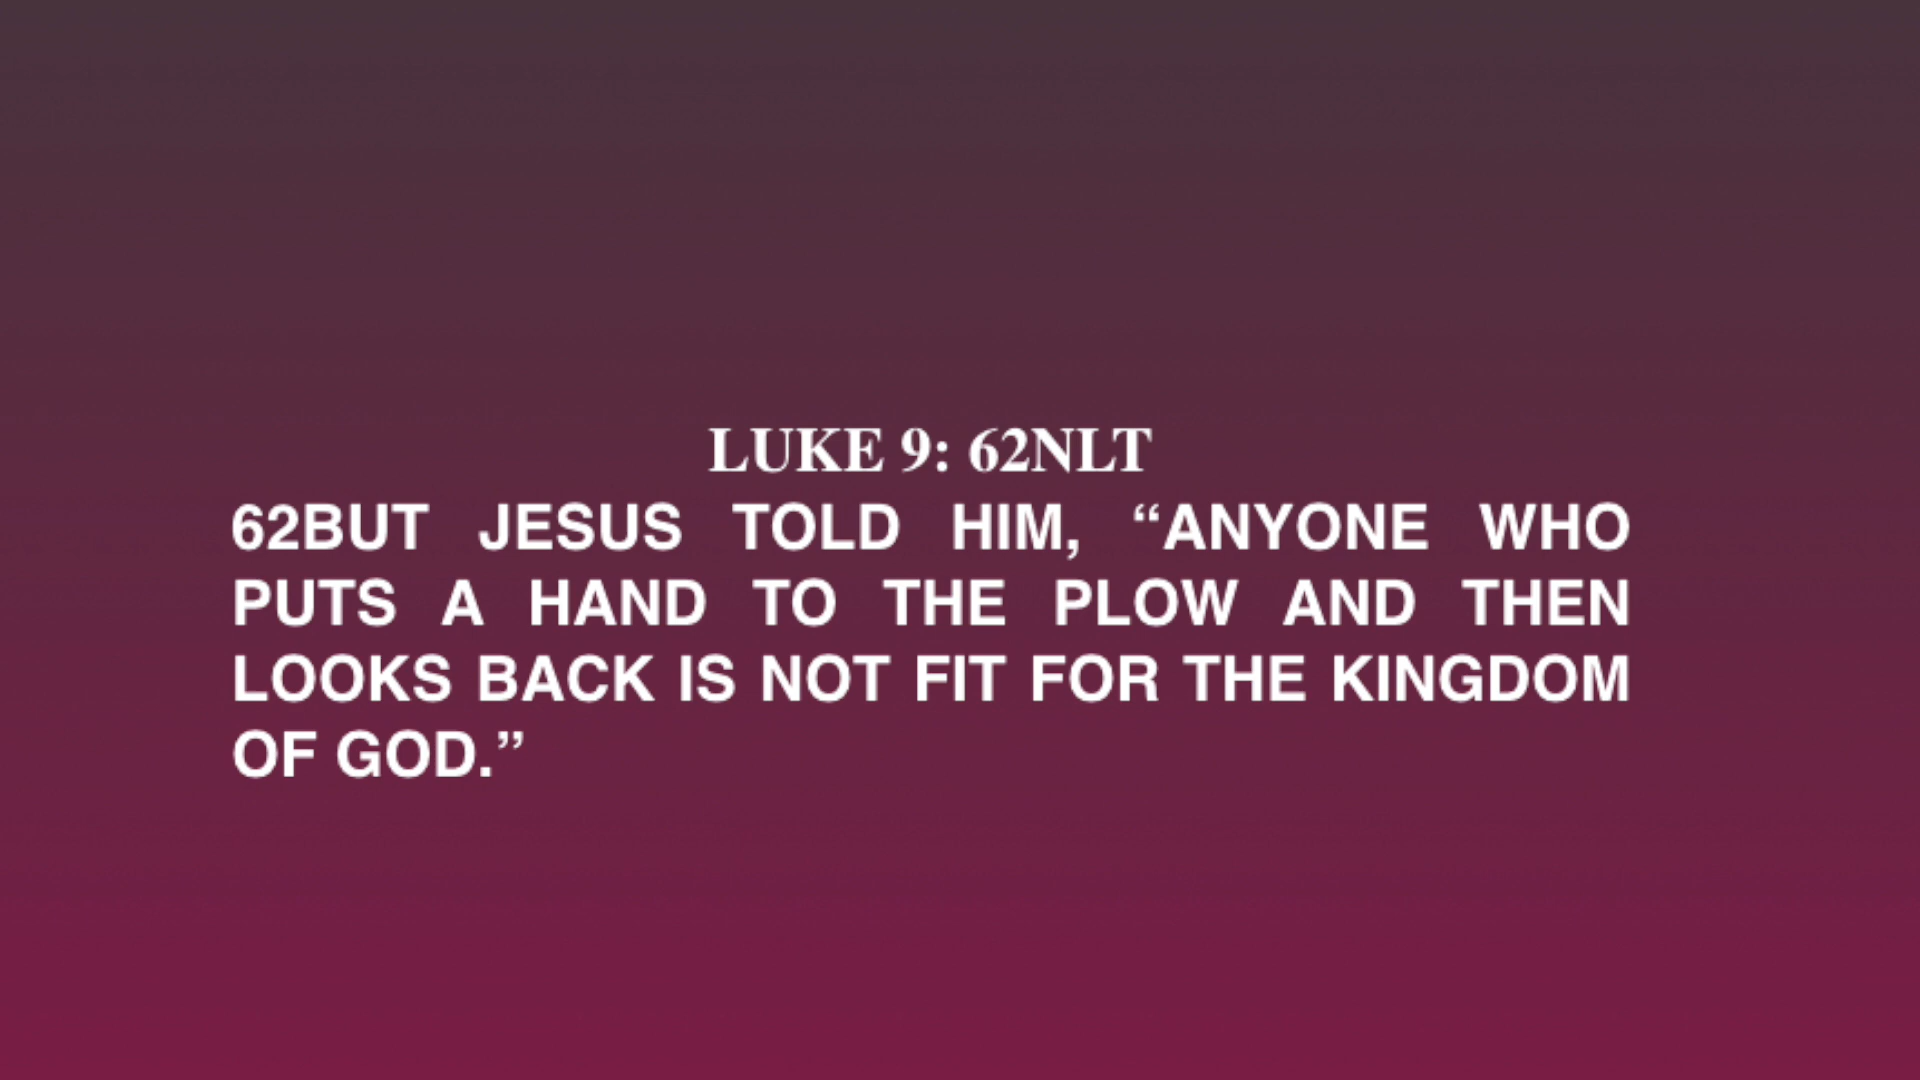 LUKE 9: 62NLT
62BUT JESUS TOLD HIM, “ANYONE WHO
PUTS A HAND TO THE PLOW AND THEN
LOOKS BACK IS NOT FIT FOR THE KINGDOM
OF GOD.”